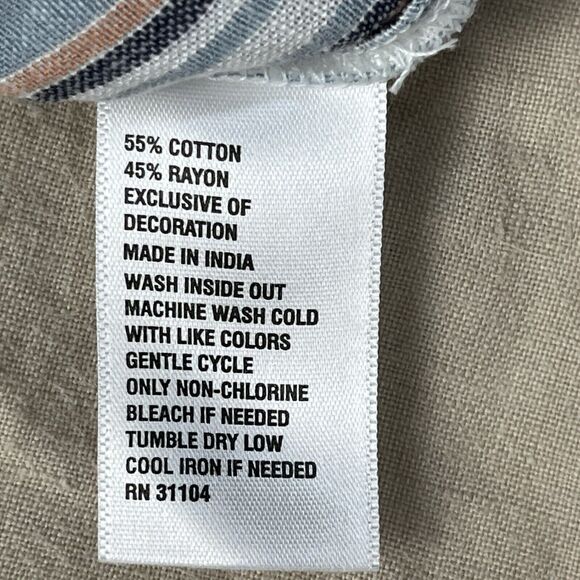 55% COTTON
45% RAYON
EXCLUSIVE OF
DECORATION
MADE IN INDIA
WASH INSIDE OUT
MACHINE WASH COLD
WITH LIKE COLORS
GENTLE CYCLE
ONLY NON-CHLORINE
BLEACH IF NEEDED
TUMBLE DRY LOW
COOL IRON IF NEEDED
RN 31104